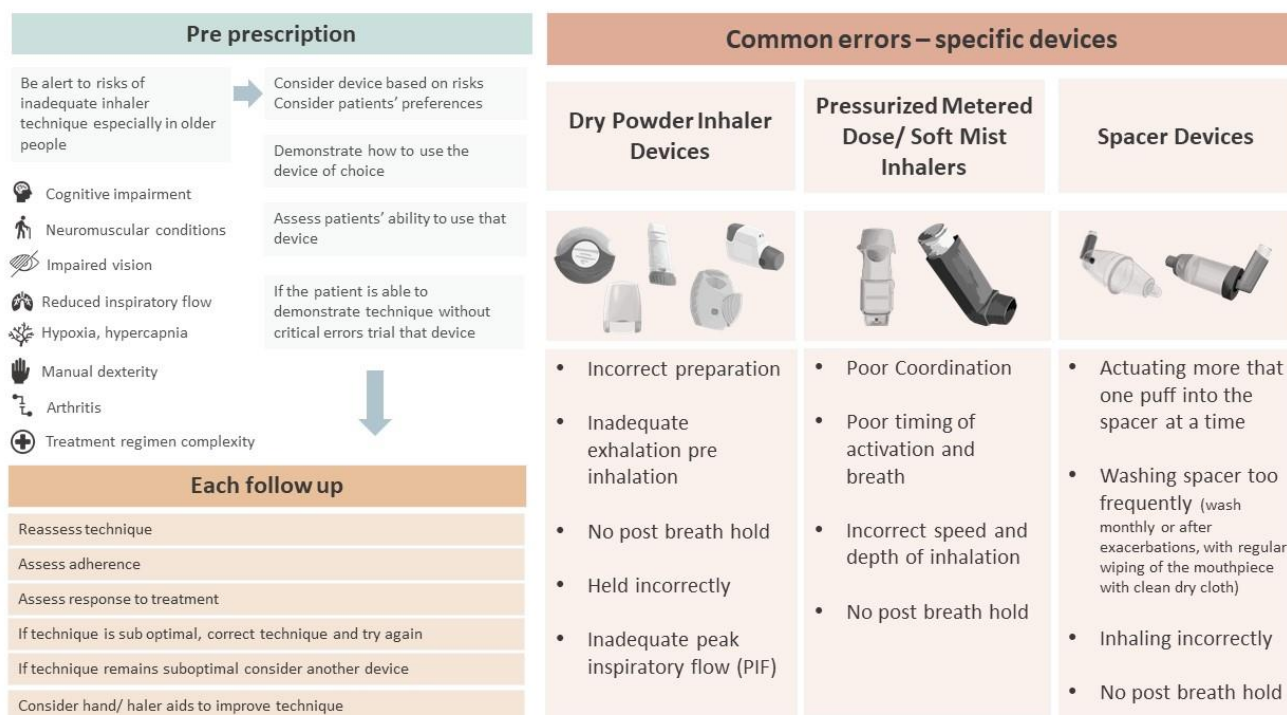 Pre prescription
Be alert to risks of
inadequate inhaler
technique especially in older
people
Cognitive impairment
Neuromuscular conditions
Impaired vision
Reduced inspiratory flow
Hypoxia, hypercapnia
Manual dexterity
Arthritis
Treatment regimen complexity
Consider device based on risks
Consider patients' preferences
Demonstrate how to use the
device of choice
Assess patients' ability to use that
device
If the patient is able to
demonstrate technique without
critical errors trial that device
Each follow up
Reassess technique
Assess adherence
Assess response to treatment
If technique is sub optimal, correct technique and try again
If technique remains suboptimal consider another device
Consider hand/ haler aids to improve technique
Common errors – specific devices
Dry Powder Inhaler
Devices
• Incorrect preparation
• Inadequate
exhalation pre
inhalation
• No post breath hold
• Held incorrectly
• Inadequate peak
inspiratory flow (PIF)
Pressurized Metered
Dose/ Soft Mist
Inhalers
• Poor Coordination
• Poor timing of
activation and
breath
• Incorrect speed and
depth of inhalation
• No post breath hold
Spacer Devices
• Actuating more that
one puff into the
spacer at a time
• Washing spacer too
frequently (wash
monthly or after
exacerbations, with regular
wiping of the mouthpiece
with clean dry cloth)
• Inhaling incorrectly
• No post breath hold